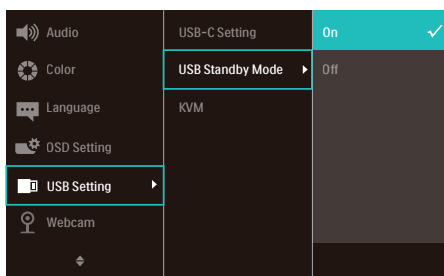 Audio
Color
Language
OSD Setting
USB Setting
Webcam
USB-C Setting
USB Standby Mode
KVM
On
Off